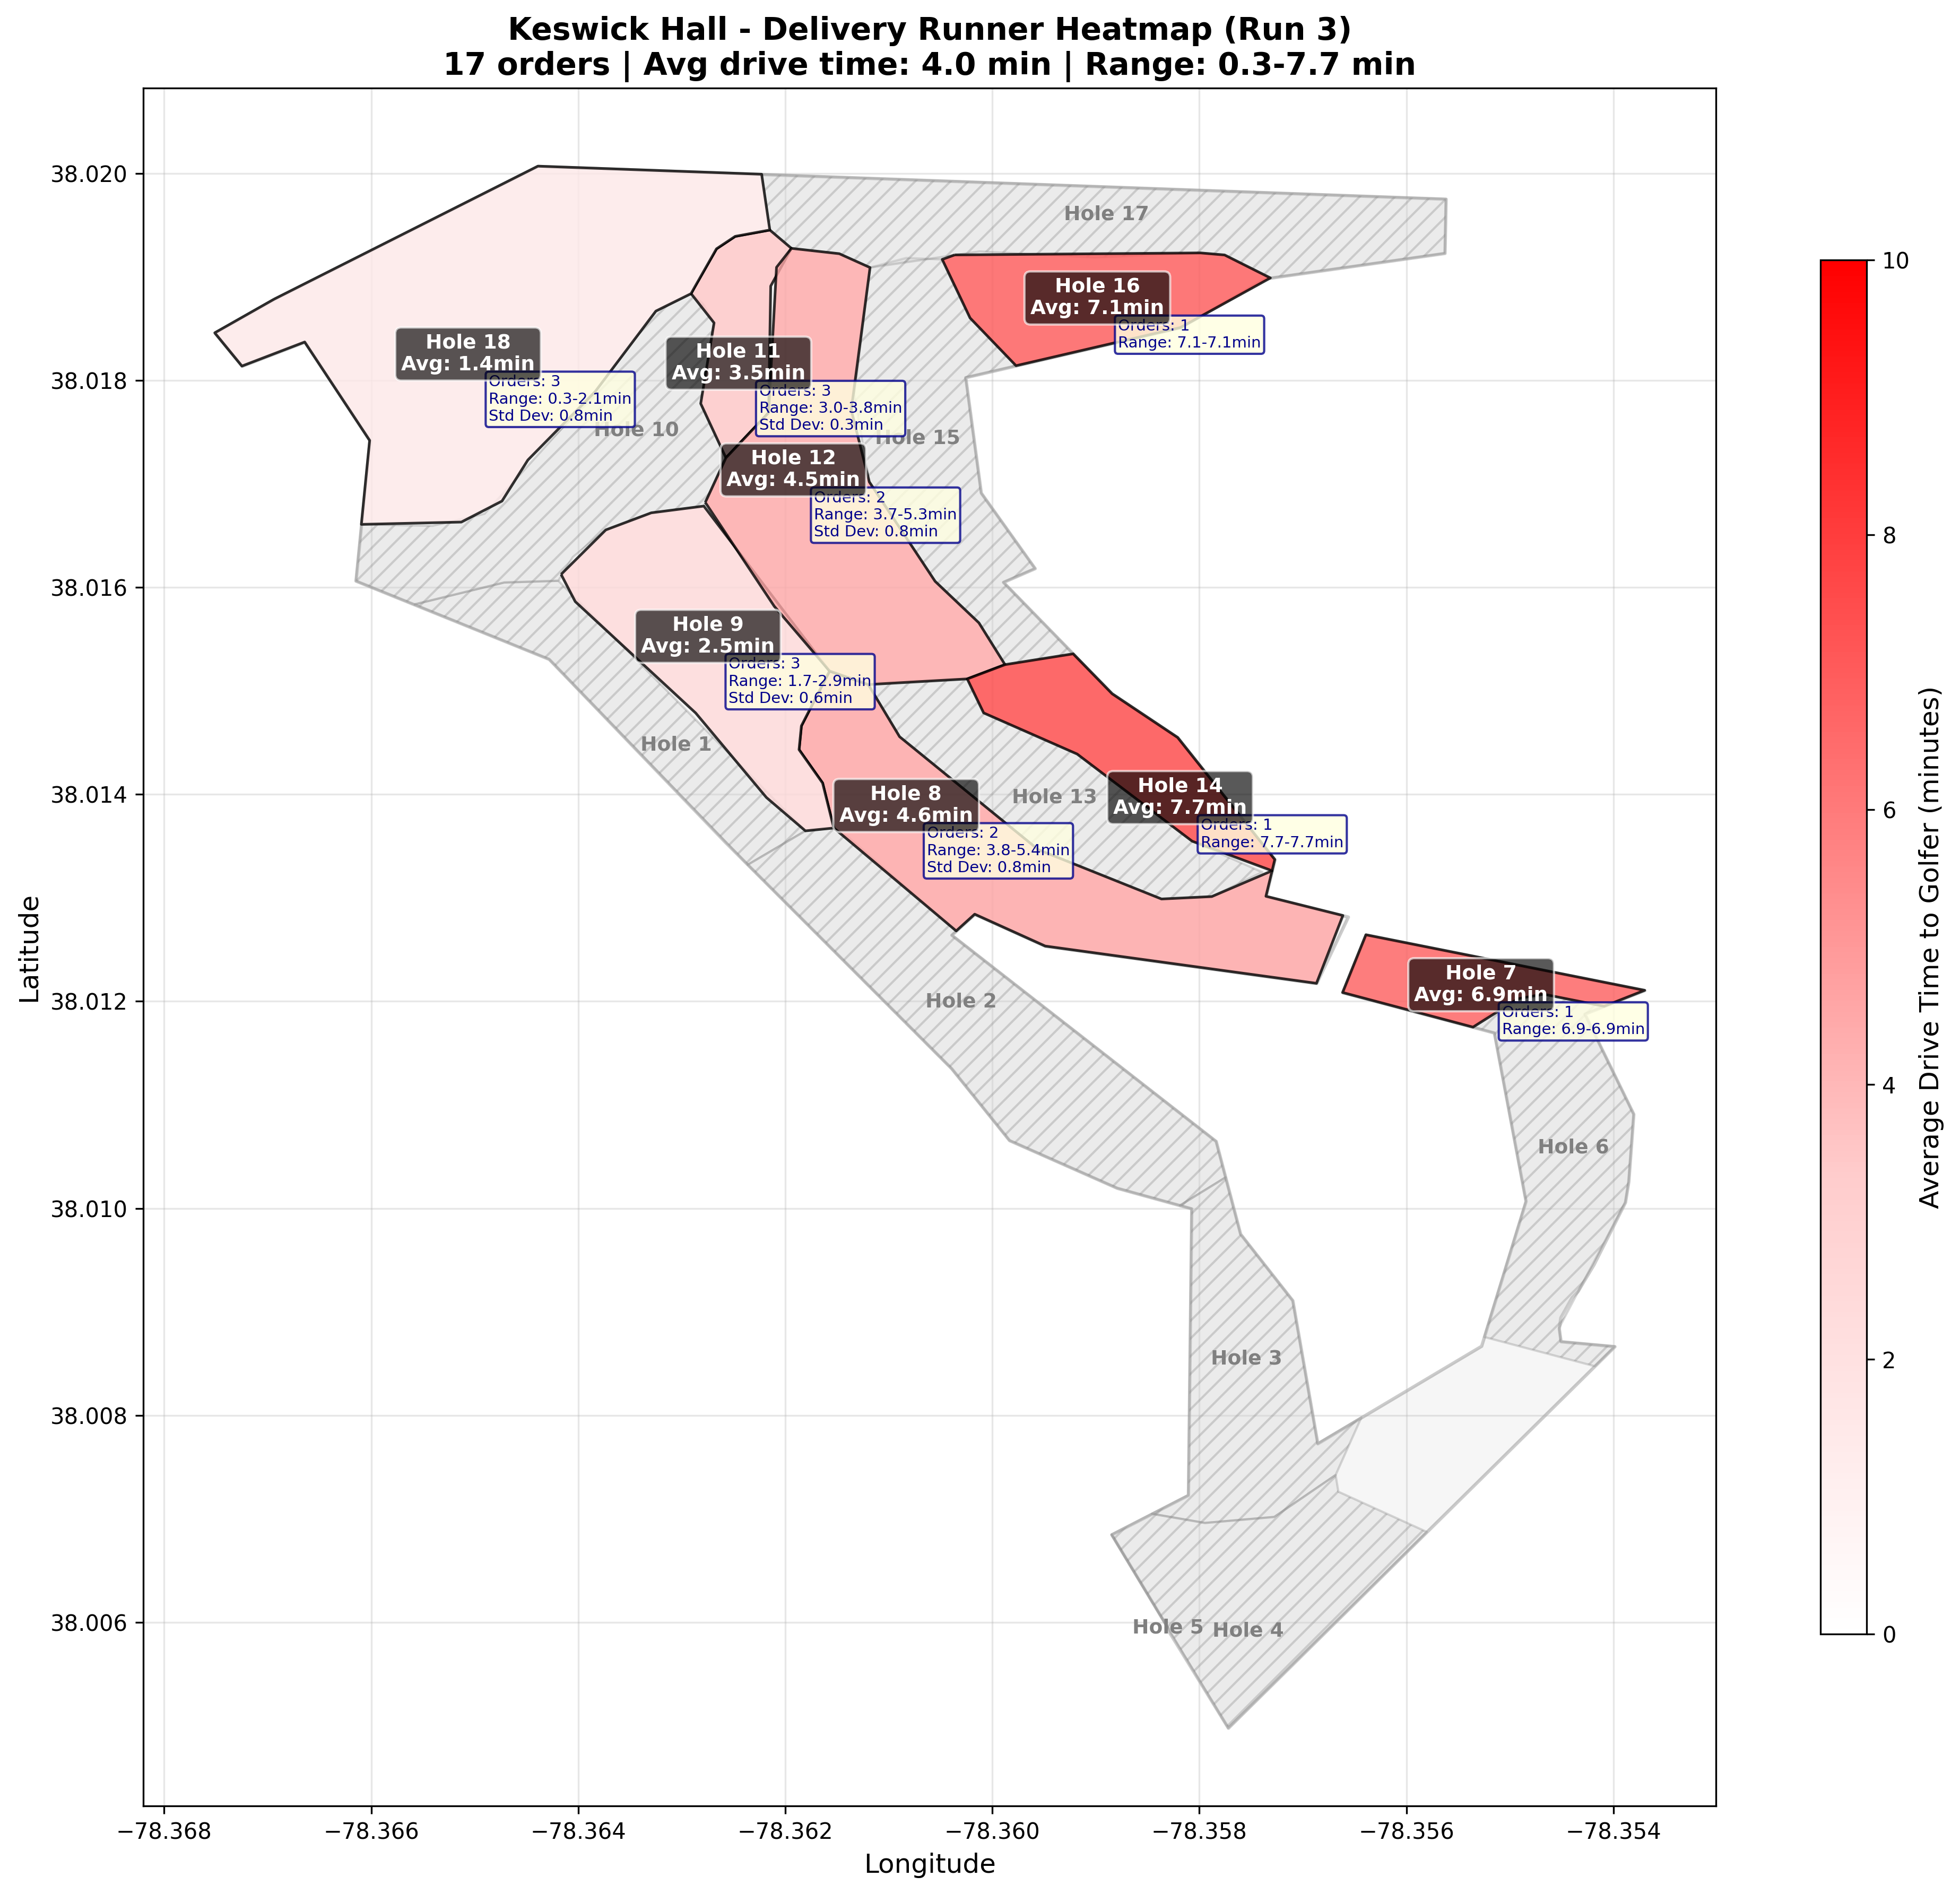 Keswick Hall - Delivery Runner Heatmap (Run 3)
17 orders | Avg drive time: 4.0 min | Range: 0.3-7.7 min
Hole 17
Hole 16
Avg: 7.1min
Orders: 1
Range: 7.1-7.1min
Hole 18
Avg: 1.4min
Orders: 3
Range: 0.3-2.1min
Std Dev: 0.8min
Hole 10
Hole 11
Avg: 3.5min
Orders: 3
Range: 3.0-3.8min
Std Dev: 0.3min
Hole 15
Hole 12
Avg: 4.5min
Orders: 2
Range: 3.7-5.3min
Std Dev: 0.8min
Hole 9
Avg: 2.5min
Orders: 3
Range: 1.7-2.9min
Std Dev: 0.6min
Hole 1
Hole 8
Avg: 4.6min
Orders: 2
Range: 3.8-5.4min
Std Dev: 0.8min
Hole 13
Hole 14
Avg: 7.7min
Orders: 1
Range: 7.7-7.7min
Hole 2
Hole 7
Avg: 6.9min
Orders: 1
Range: 6.9-6.9min
Hole 6
Hole 3
Hole 5
Hole 4
38.020
38.018
38.016
38.014
38.012
38.010
38.008
38.006
Latitude
−78.368
−78.366
−78.364
−78.362
−78.360
−78.358
−78.356
−78.354
Longitude
10
8
6
4
2
0
Average Drive Time to Golfer (minutes)